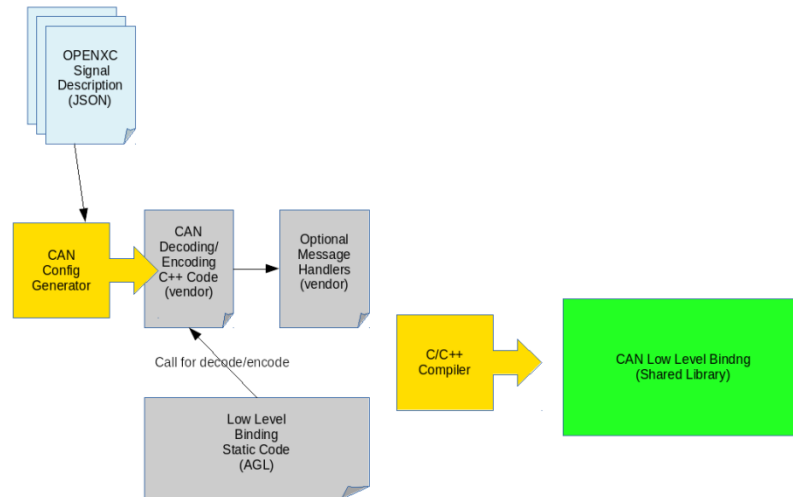 OPENXC
Signal
Description
(JSON)
CAN
Config
Generator
CAN
Decoding/
Encoding
C++ Code
(vendor)
Optional
Message
Handlers
(vendor)
Call for decode/encode
C/C++
Compiler
CAN Low Level Bindng
(Shared Library)
Low Level
Binding
Static Code
(AGL)